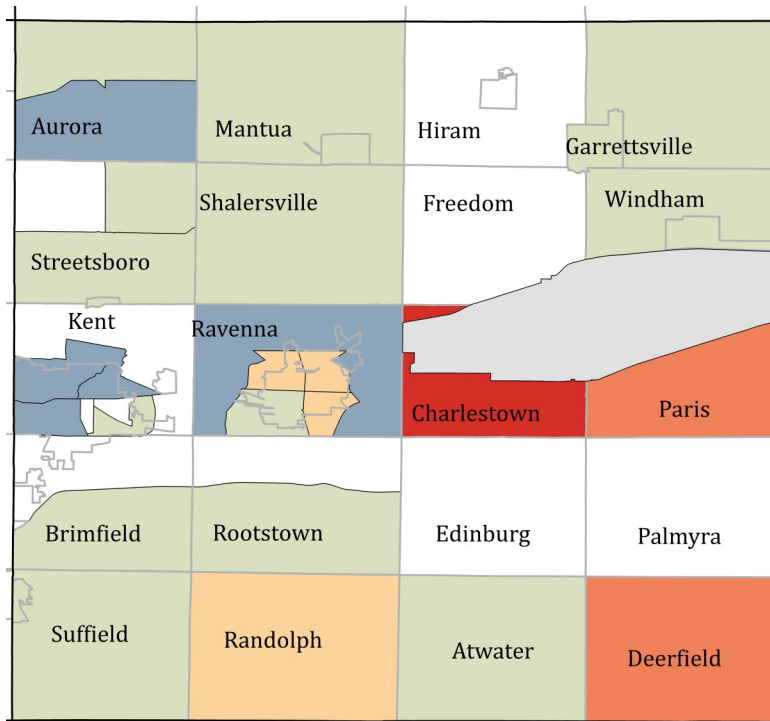 Aurora
Mantua
Hiram
Garrettsville
Shalersville
Freedom
Windham
Streetsboro
Kent
Ravenna
Charlestown
Paris
Brimfield
Rootstown
Edinburg
Palmyra
Suffield
Randolph
Atwater
Deerfield